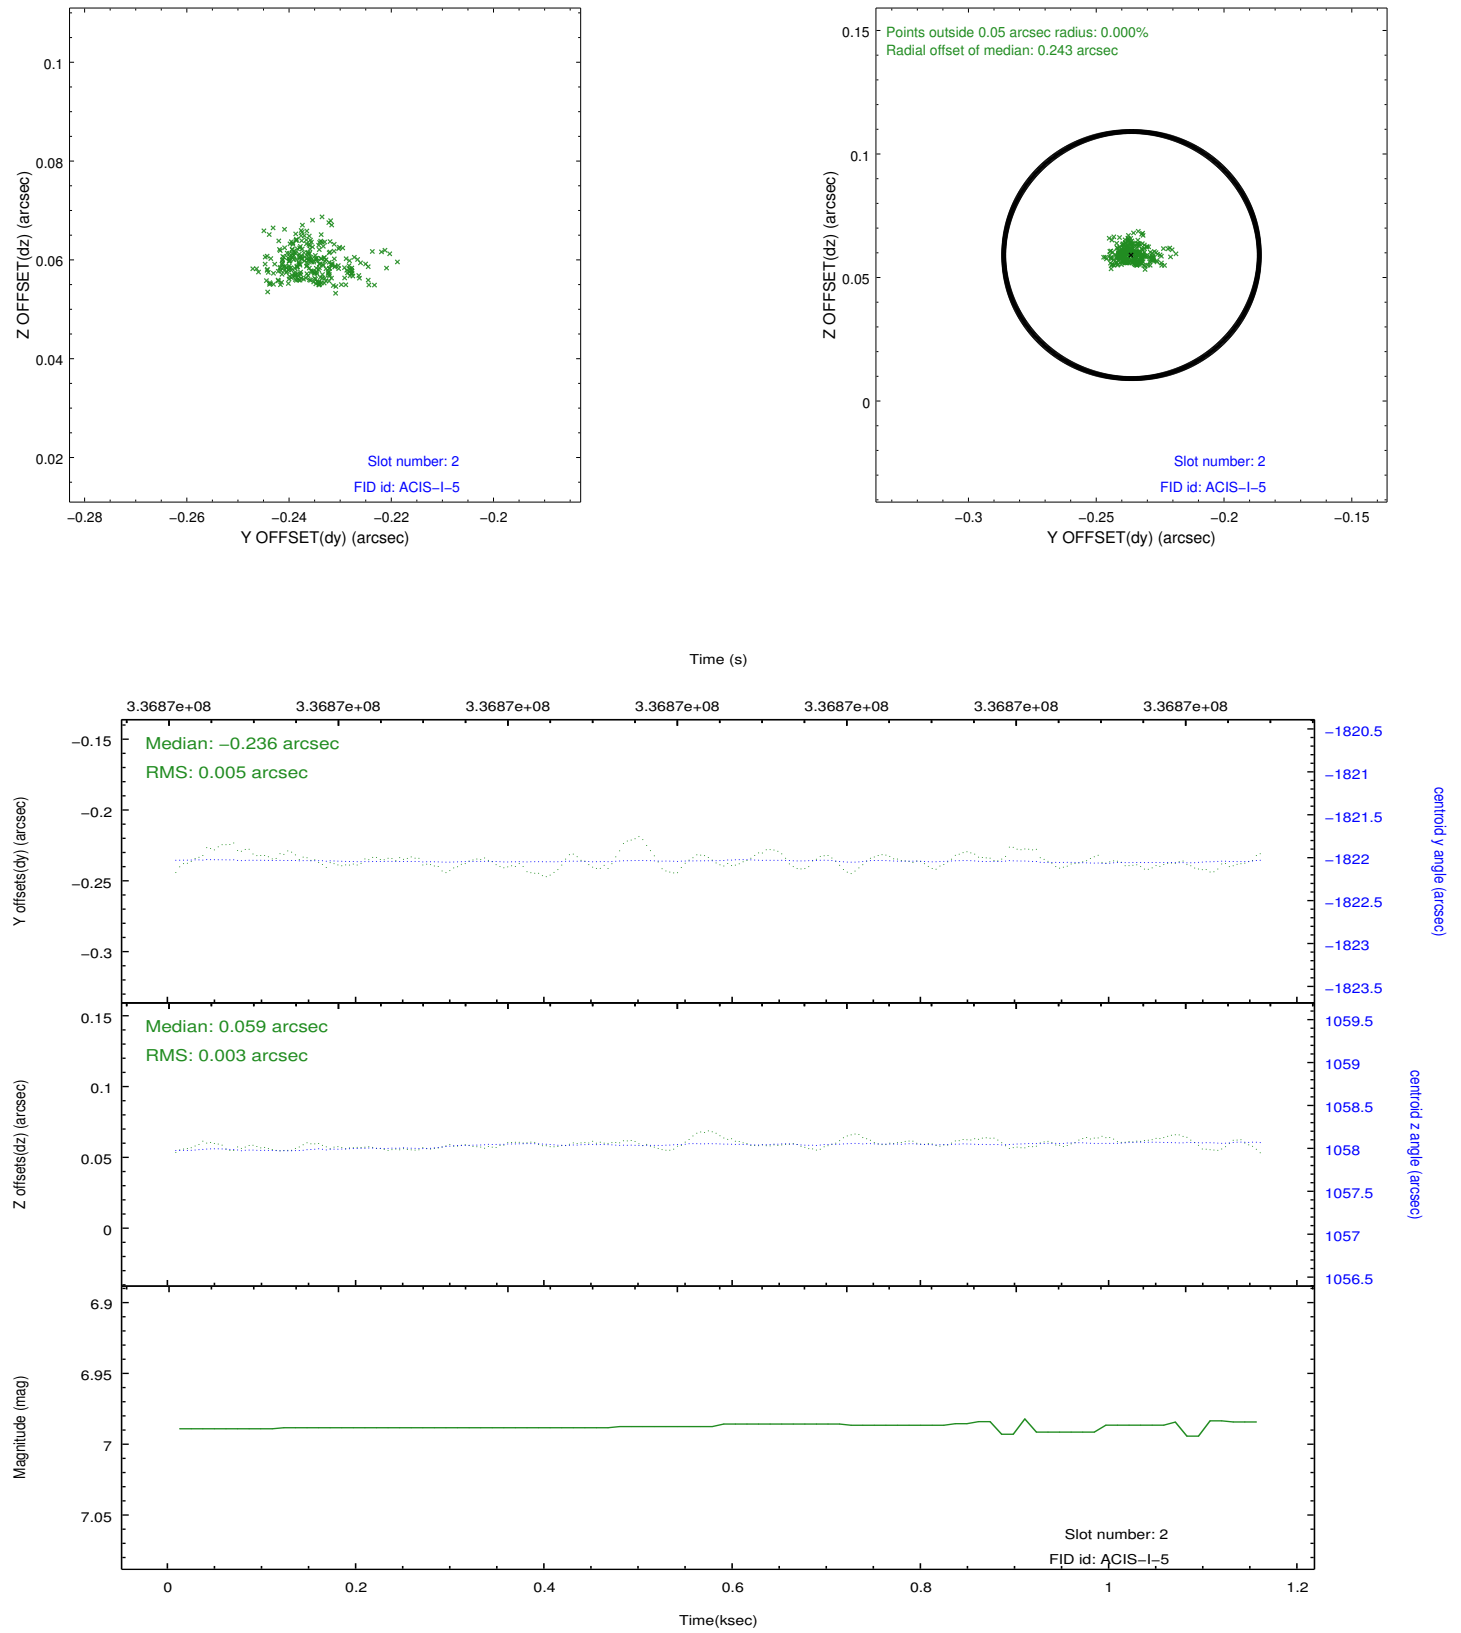 0.1
0.08
0.06
0.04
0.02
Z OFFSET(dz) (arcsec)
Slot number: 2
FID id: ACIS−I−5
−0.28 −0.26 −0.24 −0.22 −0.2
Y OFFSET(dy) (arcsec)
Points outside 0.05 arcsec radius: 0.000%
Radial offset of median: 0.243 arcsec
0.15
0.1
0.05
0
Z OFFSET(dz) (arcsec)
Slot number: 2
FID id: ACIS−I−5
−0.3 −0.25 −0.2 −0.15
Y OFFSET(dy) (arcsec)
Time (s)
3.3687e+08 3.3687e+08 3.3687e+08 3.3687e+08 3.3687e+08 3.3687e+08 3.3687e+08
Median: −0.236 arcsec
RMS: 0.005 arcsec
−0.15
−0.2
−0.25
−0.3
Y offsets(dy) (arcsec)
−1820.5
−1821
−1821.5
−1822
−1822.5
−1823
−1823.5
centroid y angle (arcsec)
Median: 0.059 arcsec
RMS: 0.003 arcsec
0.15
0.1
0.05
0
Z offsets(dz) (arcsec)
1059.5
1059
1058.5
1058
1057.5
1057
1056.5
centroid z angle (arcsec)
6.9
6.95
7
7.05
Magnitude (mag)
Slot number: 2
FID id: ACIS−I−5
0 0.2 0.4 0.6 0.8 1 1.2
Time(ksec)